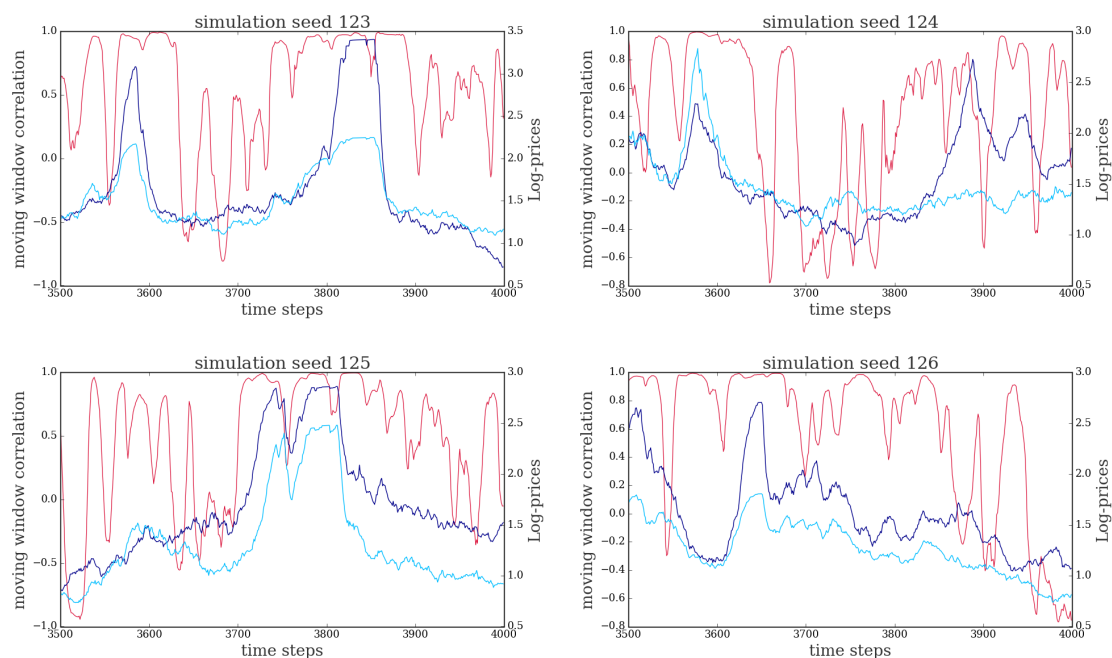 simulation seed 123
1.0
0.5
0.0
−0.5
−1.0
3.5
3.0
2.5
2.0
1.5
1.0
0.5
3500 3600 3700 3800 3900 4000
moving window correlation
Log-prices
time steps
simulation seed 124
1.0
0.8
0.6
0.4
0.2
0.0
−0.2
−0.4
−0.6
−0.8
3.0
2.5
2.0
1.5
1.0
0.5
3500 3600 3700 3800 3900 4000
moving window correlation
Log-prices
time steps
simulation seed 125
1.0
0.5
0.0
−0.5
−1.0
3.0
2.5
2.0
1.5
1.0
0.5
3500 3600 3700 3800 3900 4000
moving window correlation
Log-prices
time steps
simulation seed 126
1.0
0.8
0.6
0.4
0.2
0.0
−0.2
−0.4
−0.6
−0.8
3.0
2.5
2.0
1.5
1.0
0.5
3500 3600 3700 3800 3900 4000
moving window correlation
Log-prices
time steps